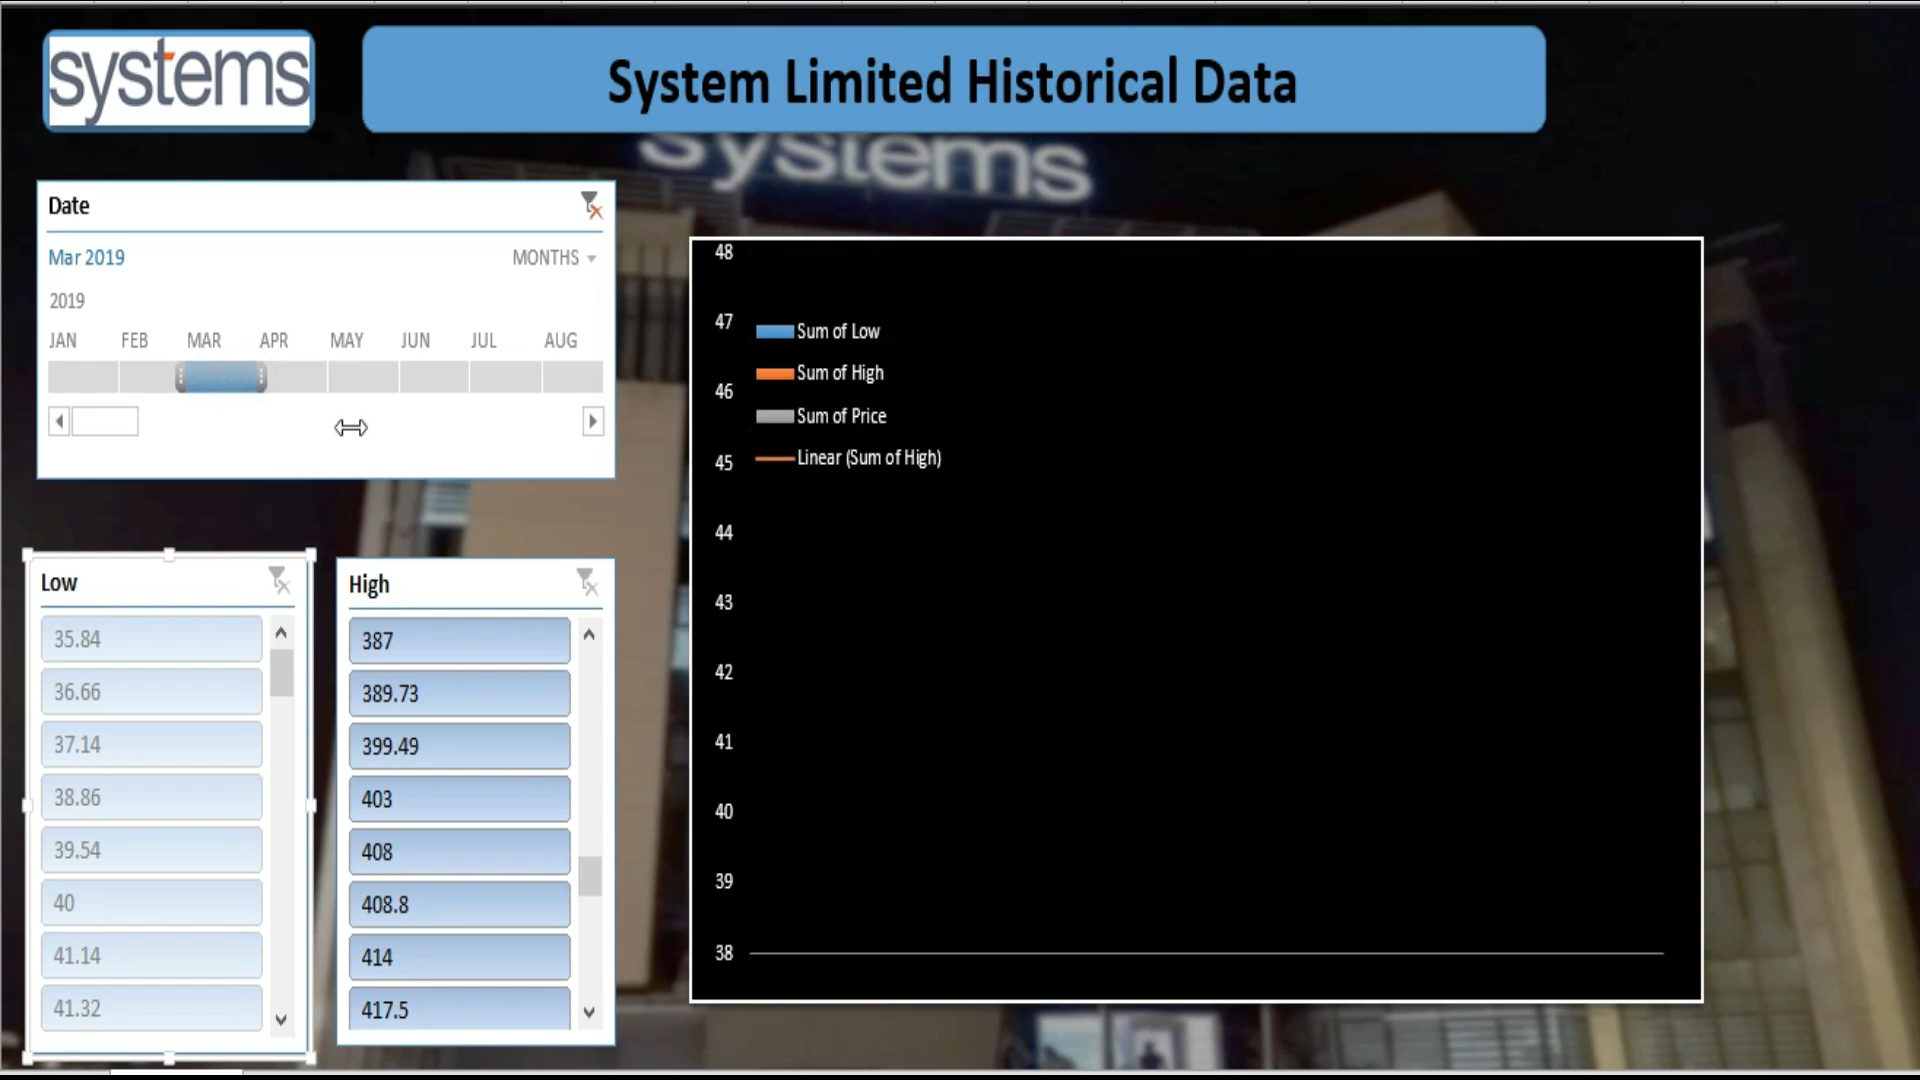 systems
System Limited Historical Data
systems
Date
Mar 2019
MONTHS
2019
JAN FEB MAR APR MAY JUN JUL AUG
Low
35.84
36.66
37.14
38.86
39.54
40
41.14
41.32
High
387
389.73
399.49
403
408
408.8
414
417.5
48
47
46
45
44
43
42
41
40
39
38
Sum of Low
Sum of High
Sum of Price
Linear (Sum of High)